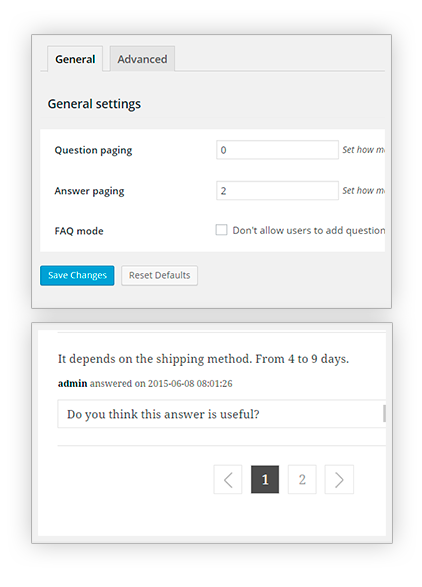 General Advanced
General settings
Question paging 0 Set how
Answer paging 2 Set how
FAQ mode Don't allow users to add question
Save Changes Reset Defaults
It depends on the shipping method. From 4 to 9 days.
admin answered on 2015-06-08 08:01:26
Do you think this answer is useful?
1 2